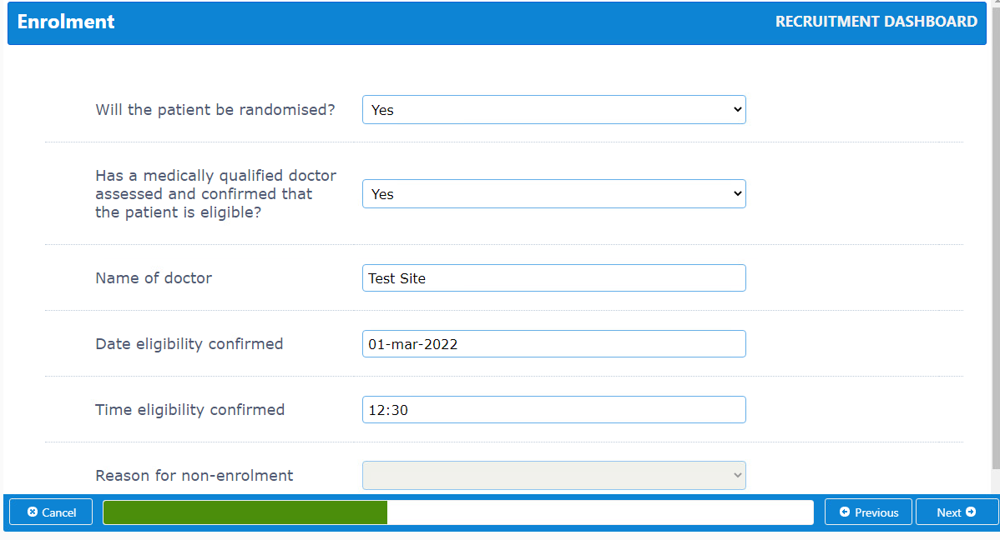 Enrolment
RECRUITMENT DASHBOARD
Will the patient be randomised?
Yes
Has a medically qualified doctor
assessed and confirmed that
the patient is eligible?
Yes
Name of doctor
Test Site
Date eligibility confirmed
01-mar-2022
Time eligibility confirmed
12:30
Reason for non-enrolment
Cancel
Previous
Next